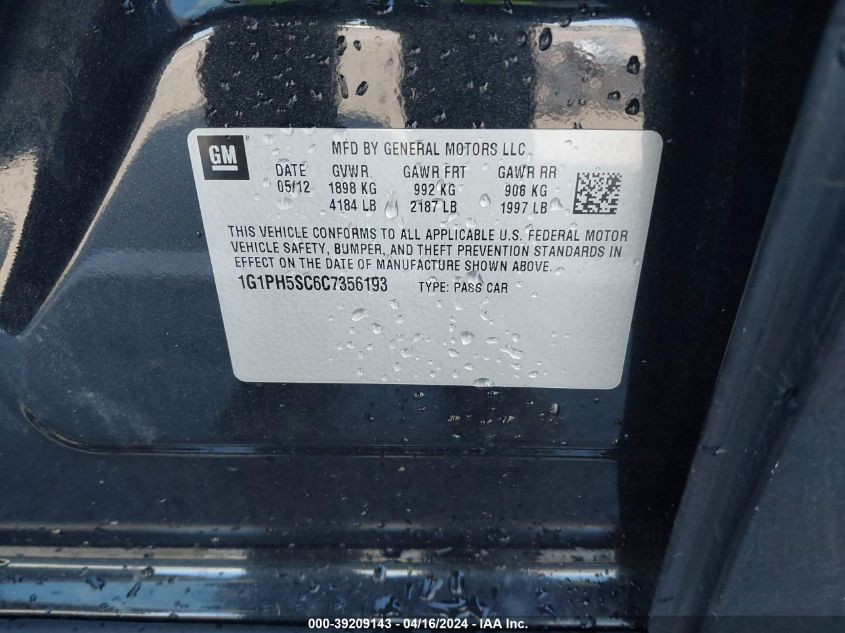 GM
MFD BY GENERAL MOTORS LLC
DATE GVWR GAWR FRT GAWR RR
05/12 1898 KG 992 KG 906 KG
4184 LB 2187 LB 1997 LB
THIS VEHICLE CONFORMS TO ALL APPLICABLE U.S. FEDERAL MOTOR
VEHICLE SAFETY, BUMPER, AND THEFT PREVENTION STANDARDS IN
EFFECT ON THE DATE OF MANUFACTURE SHOWN ABOVE.
1G1PH5SC6C7356193 TYPE: PASS CAR
000-39209143 - 04/16/2024 - IAA Inc.